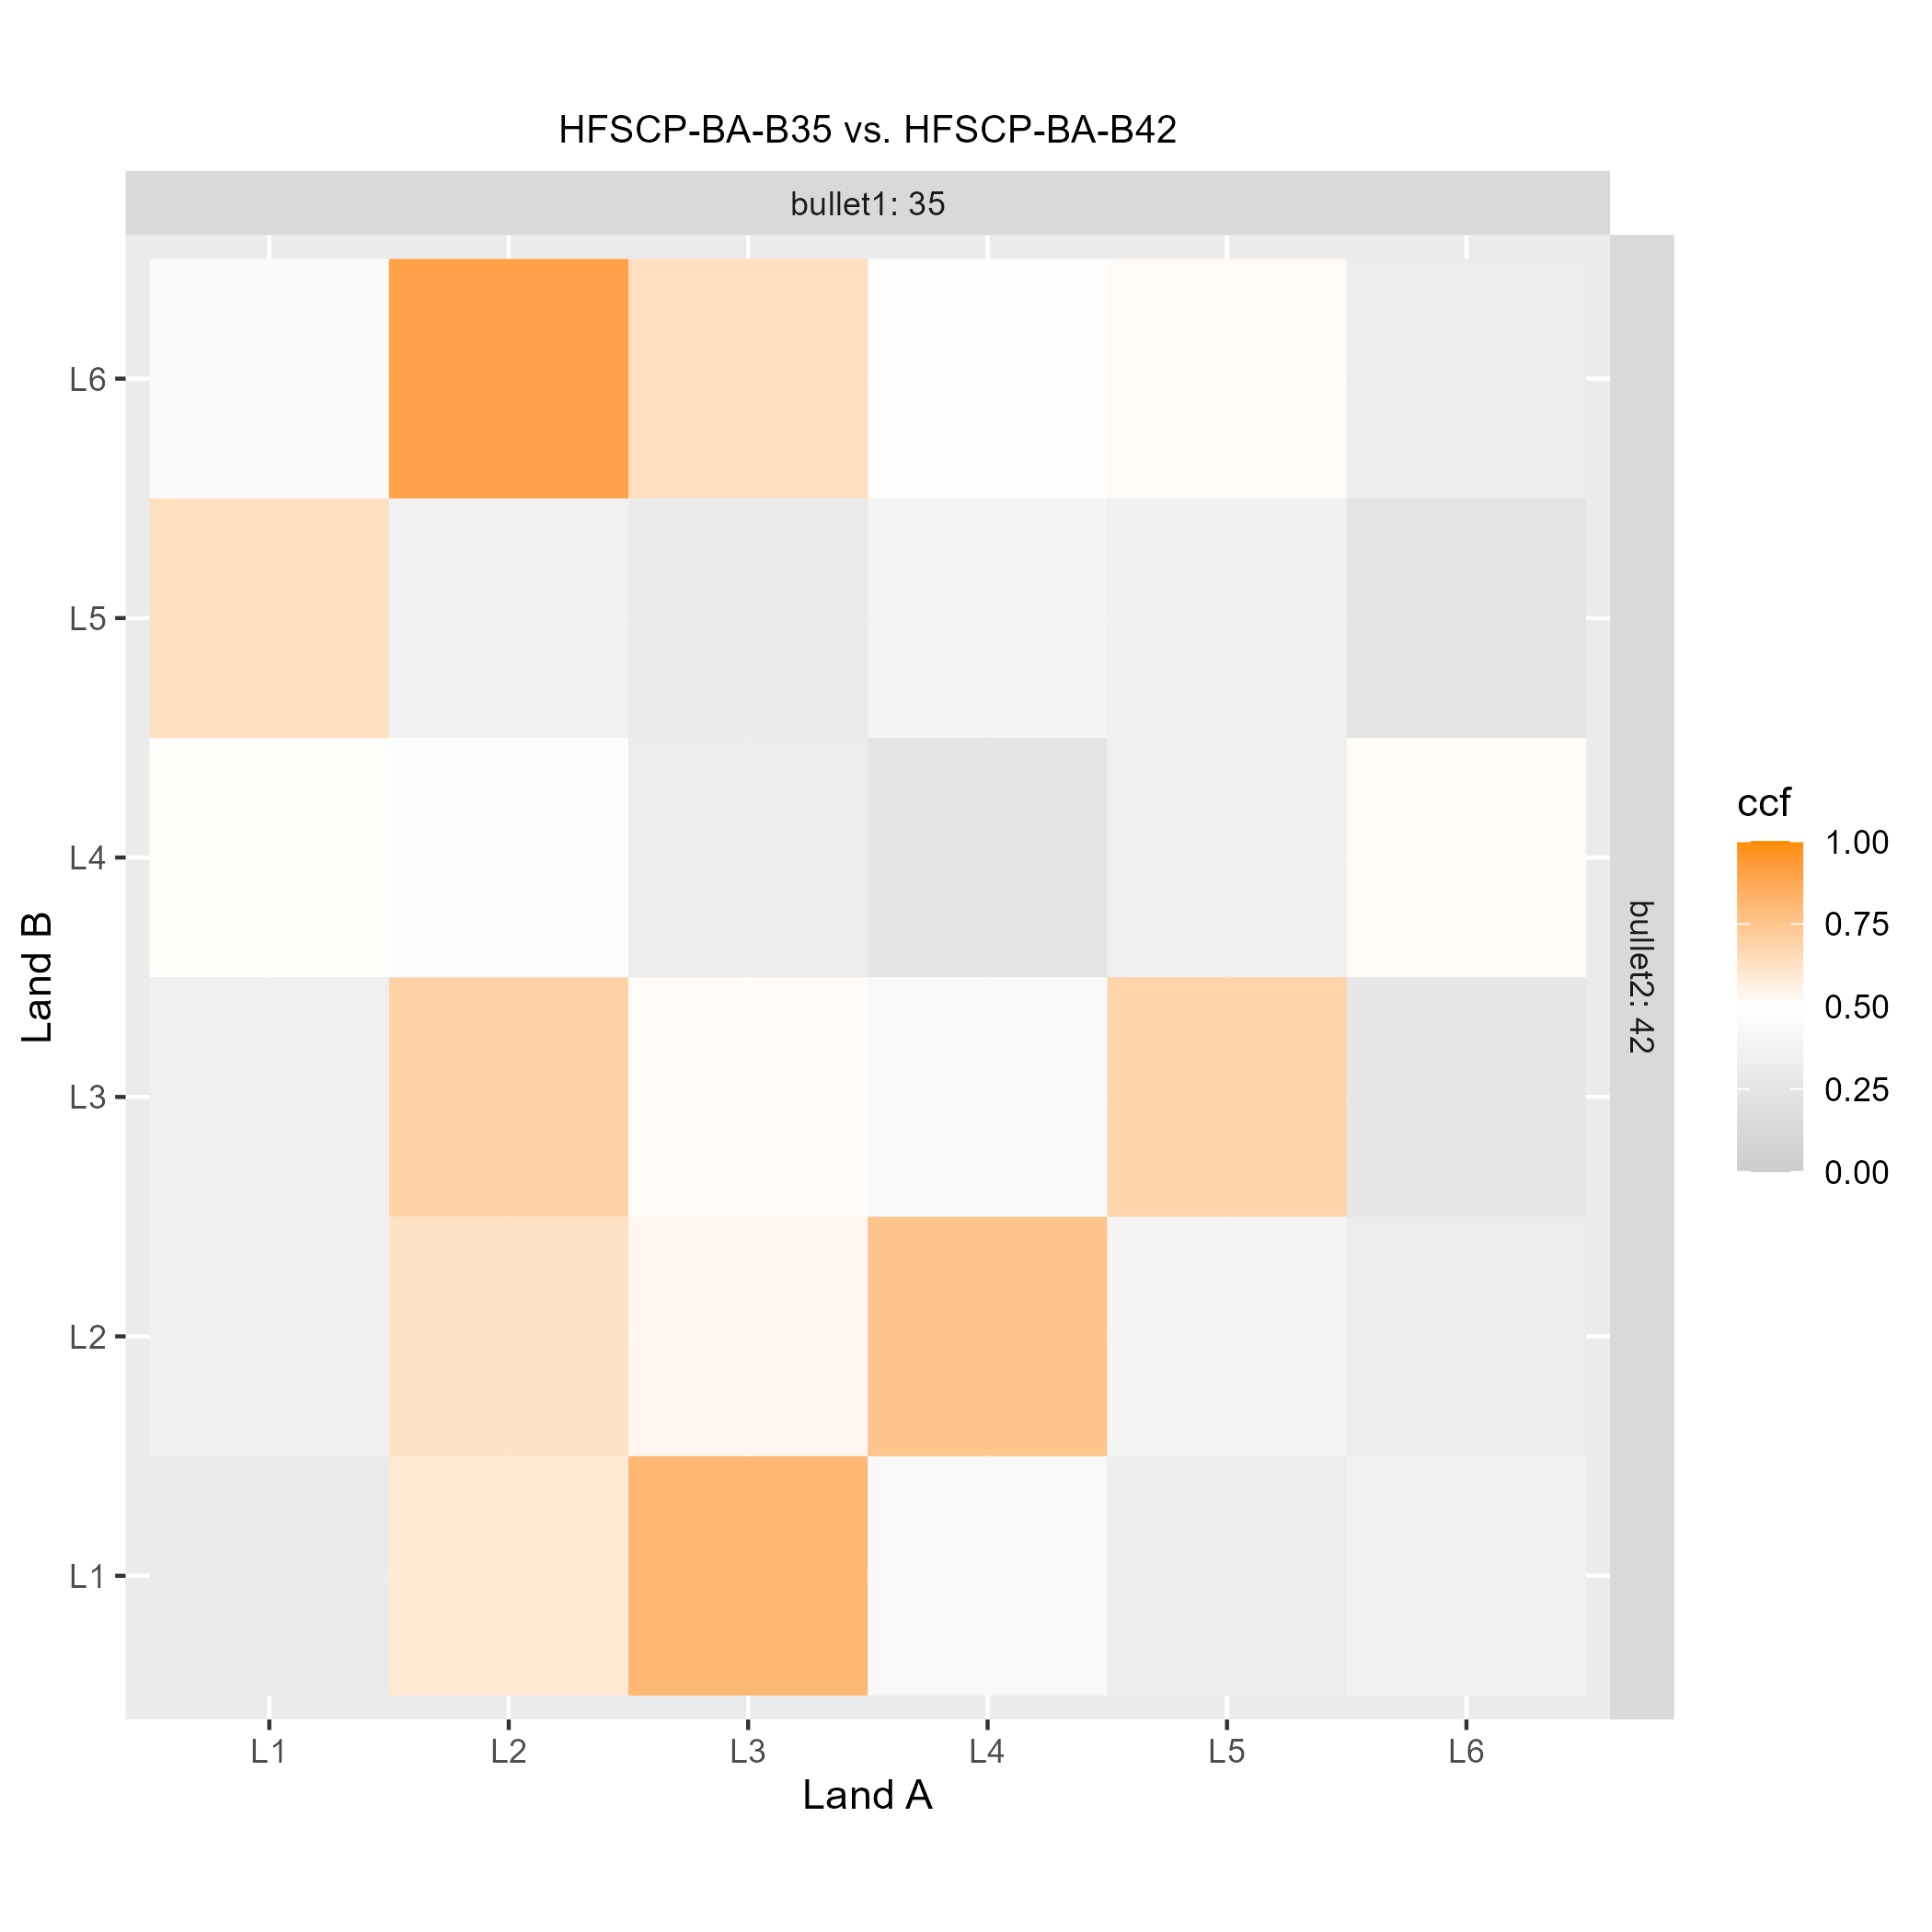 HFSCP-BA-B35 vs. HFSCP-BA-B42
bullet1: 35
L6
L5
L4
L3
L2
L1
Land B
bullet2: 42
ccf
1.00
0.75
0.50
0.25
0.00
L1 L2 L3 L4 L5 L6
Land A